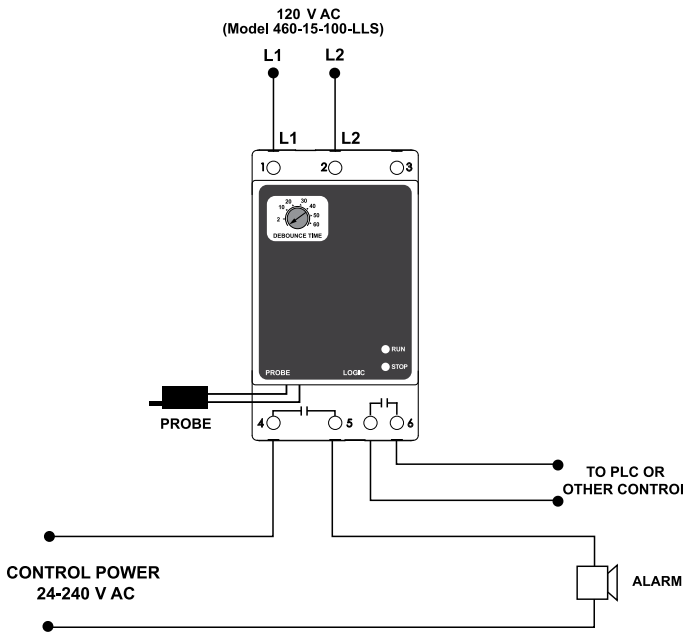 120 V AC
(Model 460-15-100-LLS)
L1 L2
L1 L2
1 2 3
2 10 20 30 40 50 60
DEBOUNCE TIME
RUN
STOP
PROBE LOGIC
PROBE
4 5 6
TO PLC OR
OTHER CONTROL
CONTROL POWER
24-240 V AC
ALARM